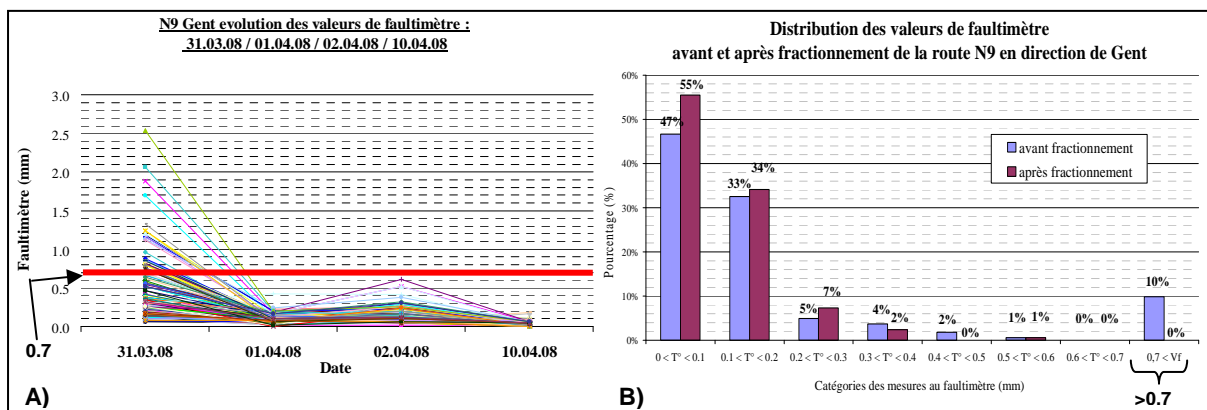 N9 Gent evolution des valeurs de faultimètre :
31.03.08 / 01.04.08 / 02.04.08 / 10.04.08
Faultimètre (mm)
3.0
2.5
2.0
1.5
1.0
0.5
0.0
0.7
31.03.08 01.04.08 02.04.08 10.04.08
Date
A)
Distribution des valeurs de faultimètre
avant et après fractionnement de la route N9 en direction de Gent
Pourcentage (%)
60%
50%
40%
30%
20%
10%
0%
avant fractionnement
après fractionnement
47% 55% 33% 34% 5% 7% 4% 2% 2% 0% 1% 1% 0% 0% 10% 0%
0 < T° < 0.1 0.1 < T° < 0.2 0.2 < T° < 0.3 0.3 < T° < 0.4 0.4 < T° < 0.5 0.5 < T° < 0.6 0.6 < T° < 0.7 0,7 < Vf
Catégories des mesures au faultimètre (mm)
>0.7
B)